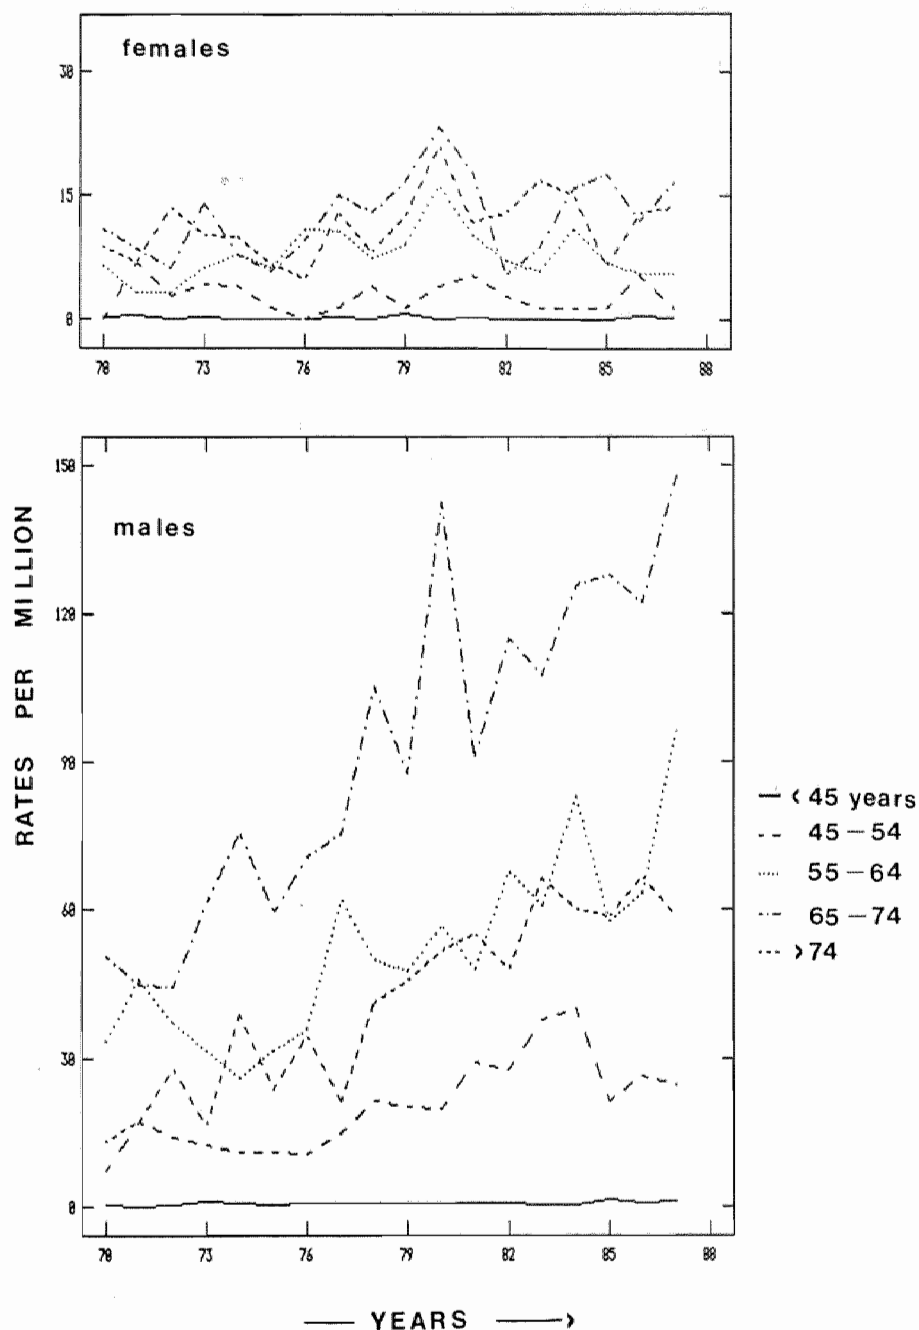 females
30
15
0
70 73 76 79 82 85 88
RATES PER MILLION
150
males
120
90
60
30
0
70 73 76 79 82 85 88
YEARS
< 45 years
45 – 54
55 – 64
65 – 74
> 74